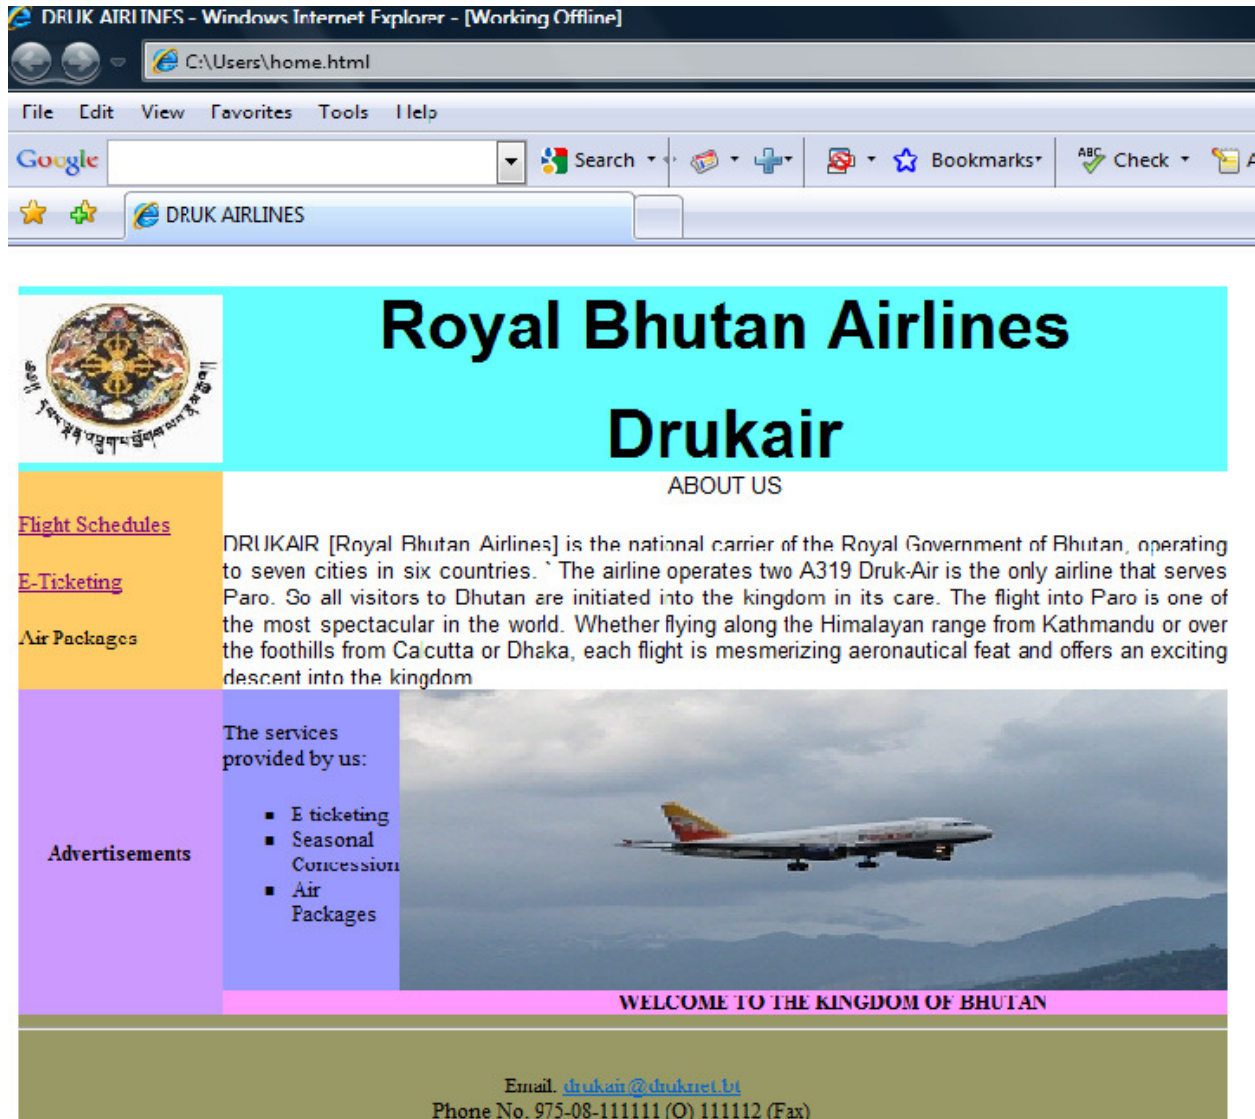 DRUK AIRLINES - Windows Internet Explorer - [Working Offline]
C:\Users\home.html
File Edit View Favorites Tools Help
Google Search Bookmarks Check
DRUK AIRLINES
Royal Bhutan Airlines
Drukair
ABOUT US
Flight Schedules
E-Ticketing
Air Packages
DRUKAIR [Royal Bhutan Airlines] is the national carrier of the Royal Government of Bhutan, operating
to seven cities in six countries. ` The airline operates two A319 Druk-Air is the only airline that serves
Paro. So all visitors to Bhutan are initiated into the kingdom in its care. The flight into Paro is one of
the most spectacular in the world. Whether flying along the Himalayan range from Kathmandu or over
the foothills from Calcutta or Dhaka, each flight is mesmerizing aeronautical feat and offers an exciting
descent into the kingdom
Advertisements
The services
provided by us:
E ticketing
Seasonal
Concession
Air
Packages
WELCOME TO THE KINGDOM OF BHUTAN
Email. drukair@druknet.bt
Phone No. 975-08-111111 (O) 111112 (Fax)